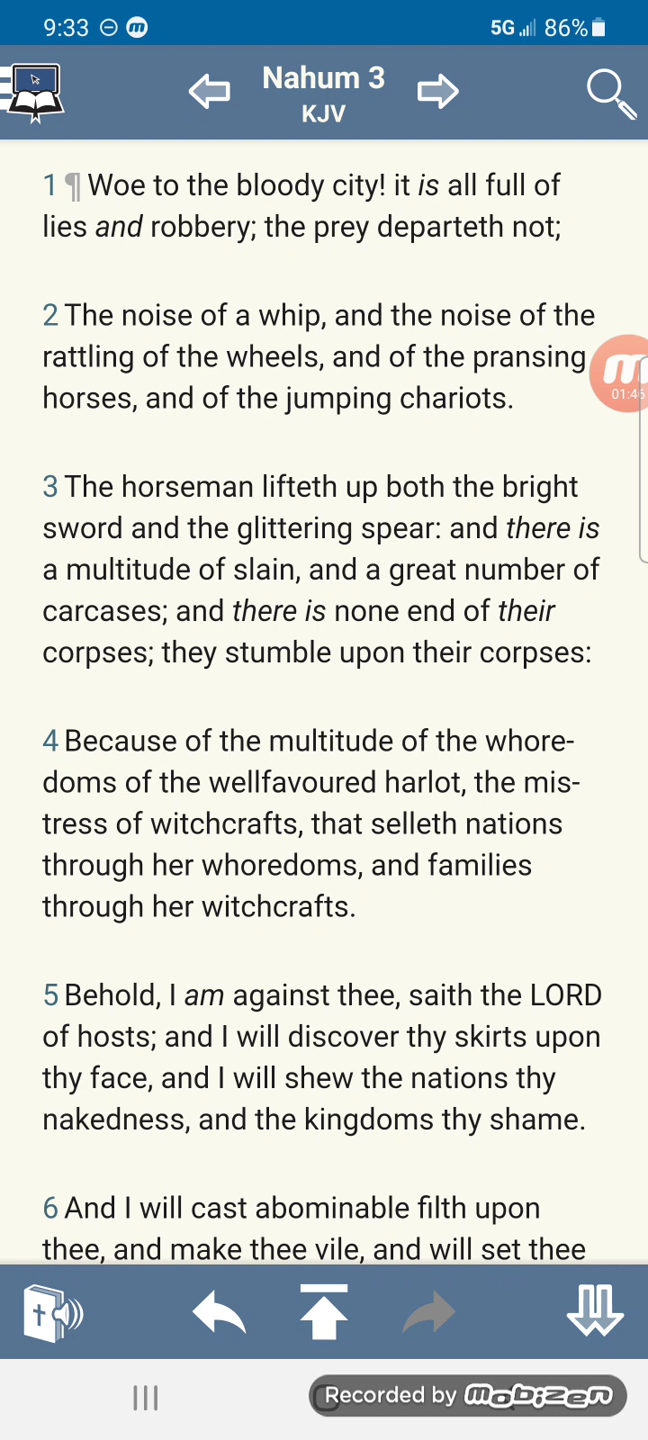 9:33
5G 86%
Nahum 3
KJV
1 ¶ Woe to the bloody city! it is all full of
lies and robbery; the prey departeth not;
2 The noise of a whip, and the noise of the
rattling of the wheels, and of the pransing
horses, and of the jumping chariots.
01:46
3 The horseman lifteth up both the bright
sword and the glittering spear: and there is
a multitude of slain, and a great number of
carcases; and there is none end of their
corpses; they stumble upon their corpses:
4 Because of the multitude of the whore-
doms of the wellfavoured harlot, the mis-
tress of witchcrafts, that selleth nations
through her whoredoms, and families
through her witchcrafts.
5 Behold, I am against thee, saith the LORD
of hosts; and I will discover thy skirts upon
thy face, and I will shew the nations thy
nakedness, and the kingdoms thy shame.
6 And I will cast abominable filth upon
thee, and make thee vile, and will set thee
Recorded by mobizen